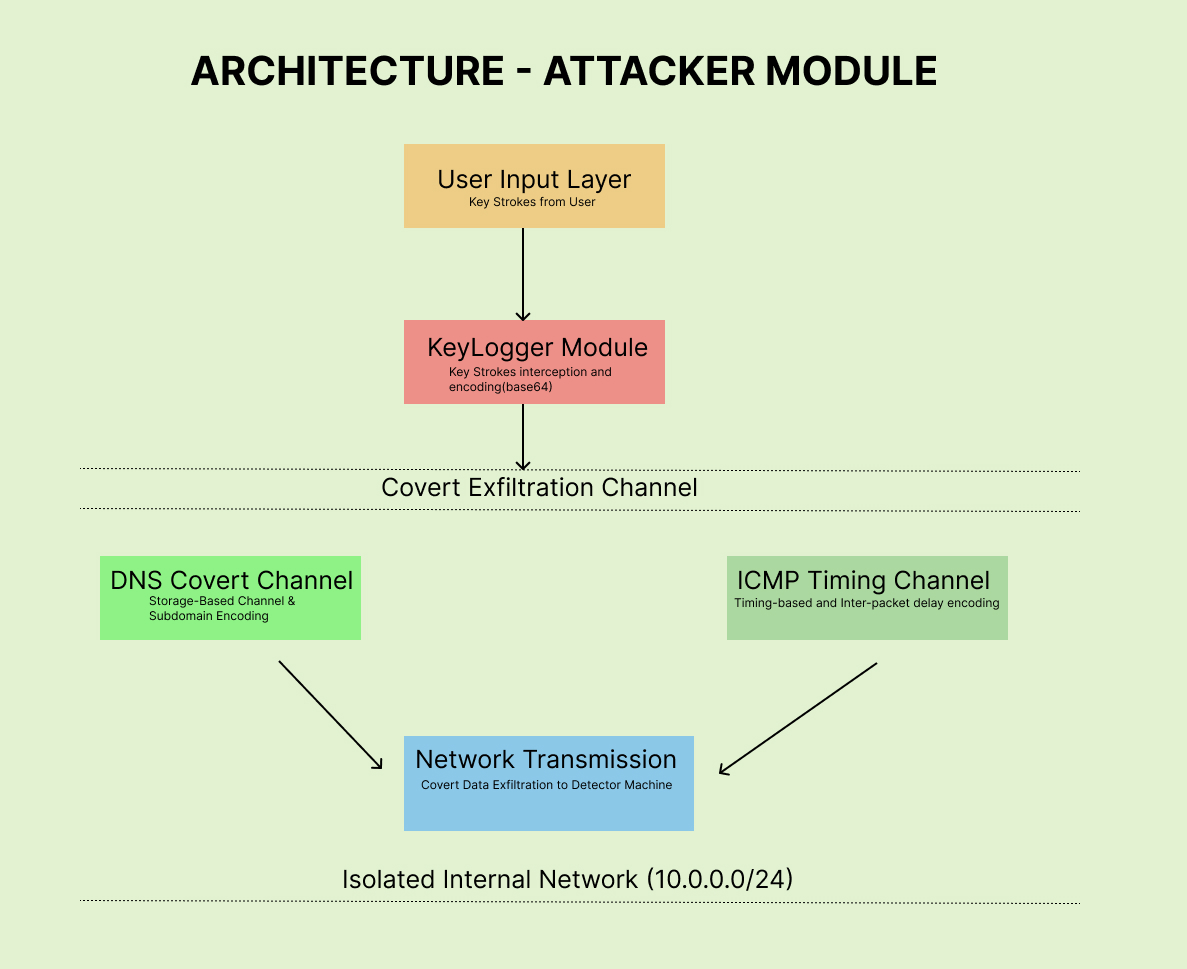 ARCHITECTURE - ATTACKER MODULE
User Input Layer
Key Strokes from User
KeyLogger Module
Key Strokes interception and
encoding(base64)
Covert Exfiltration Channel
DNS Covert Channel
Storage-Based Channel &
Subdomain Encoding
ICMP Timing Channel
Timing-based and Inter-packet delay encoding
Network Transmission
Covert Data Exfiltration to Detector Machine
Isolated Internal Network (10.0.0.0/24)